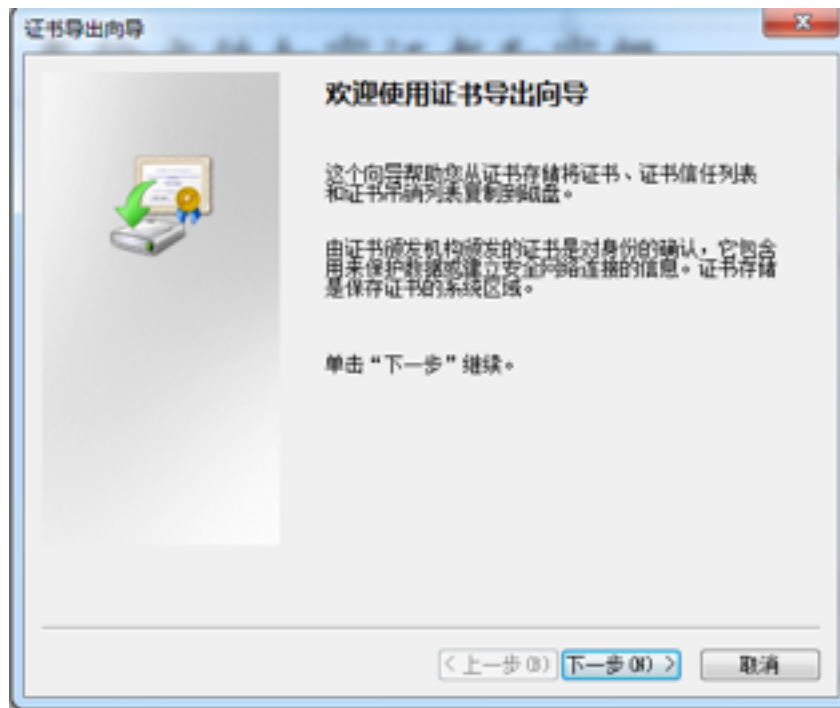 证书导出向导
欢迎使用证书导出向导
这个向导帮助您从证书存储将证书、证书信任列表
和证书吊销列表复制到磁盘。
由证书颁发机构颁发的证书是对身份的确认，它包含
用来保护数据或建立安全网络连接的信息。证书存储
是保存证书的系统区域。
单击“下一步”继续。
< 上一步(B)
下一步(N) >
取消